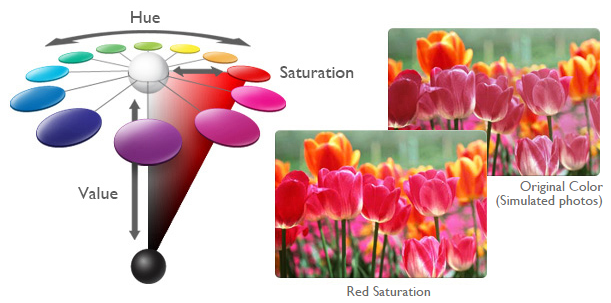 Hue
Saturation
Value
Original Color
(Simulated photos)
Red Saturation